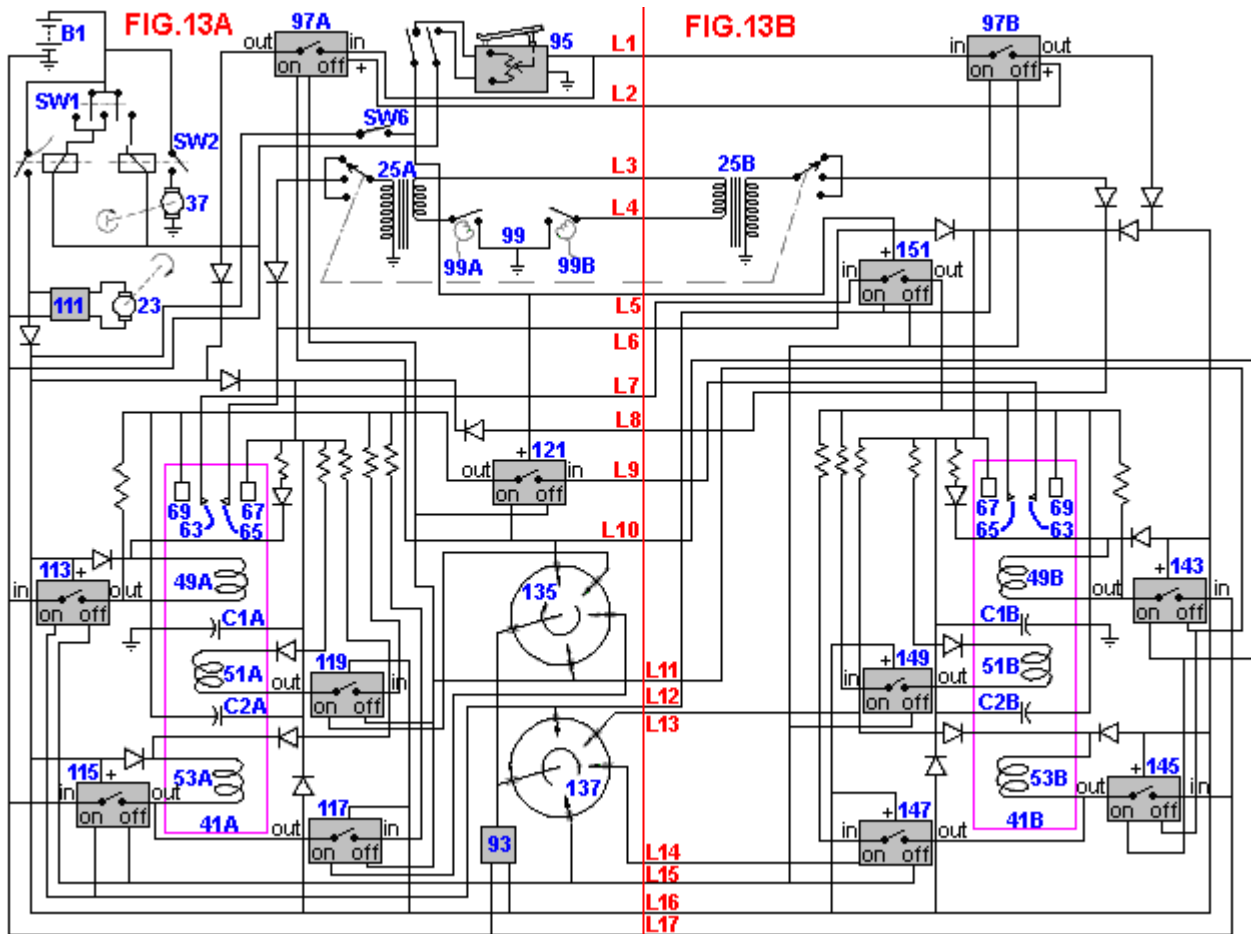 FIG.13A
FIG.13B
B1
97A
out
in
on off
+
95
L1
97B
in
out
on off
+
L2
SW1
SW6
SW2
25A
L3
25B
37
L4
99
99A
99B
+ 151
in
out
on off
111
23
L5
L6
L7
L8
+ 121
out
in
on off
L9
69
67
63
65
67
69
65
63
L10
113 +
in
out
on off
49A
135
49B
+ 143
out
in
on off
C1A
C1B
119
51A
out
in
on off
L11
149 +
in
out
on off
51B
C2A
L12
L13
C2B
115 +
in
out
on off
53A
137
53B
+ 145
out
in
on off
117
out
in
on off
41A
93
+ 147
in
out
on off
41B
L14
L15
L16
L17